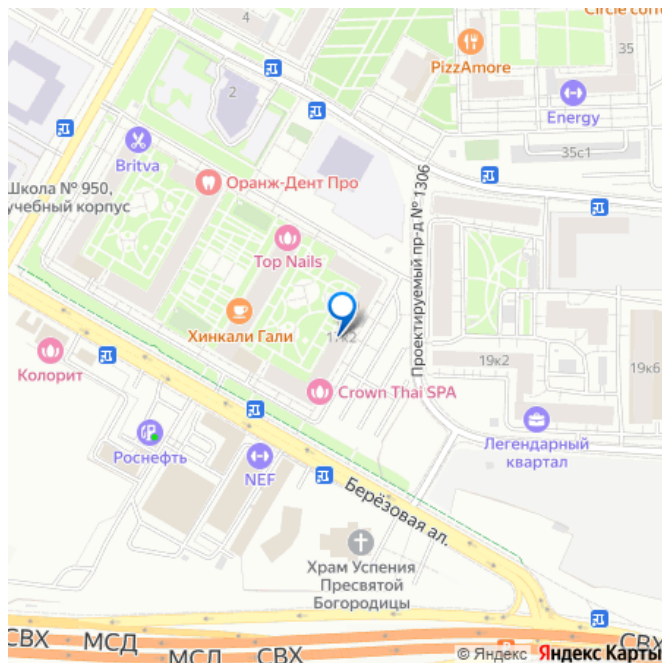 Circle coffee
4
35
PizzAmore
2
Energy
Britva
35с1
Школа № 950,
учебный корпус
Оранж-Дент Про
Проектируемый пр-д № 1306
Top Nails
Хинкали Гали
17к2
19к2
19к6
Колорит
Crown Thai SPA
Роснефть
NEF
Легендарный
квартал
Берёзовая ал.
Храм Успения
Пресвятой
Богородицы
СВХ
МСД
МСД
СВХ
СВХ
© Яндекс Яндекс Карты